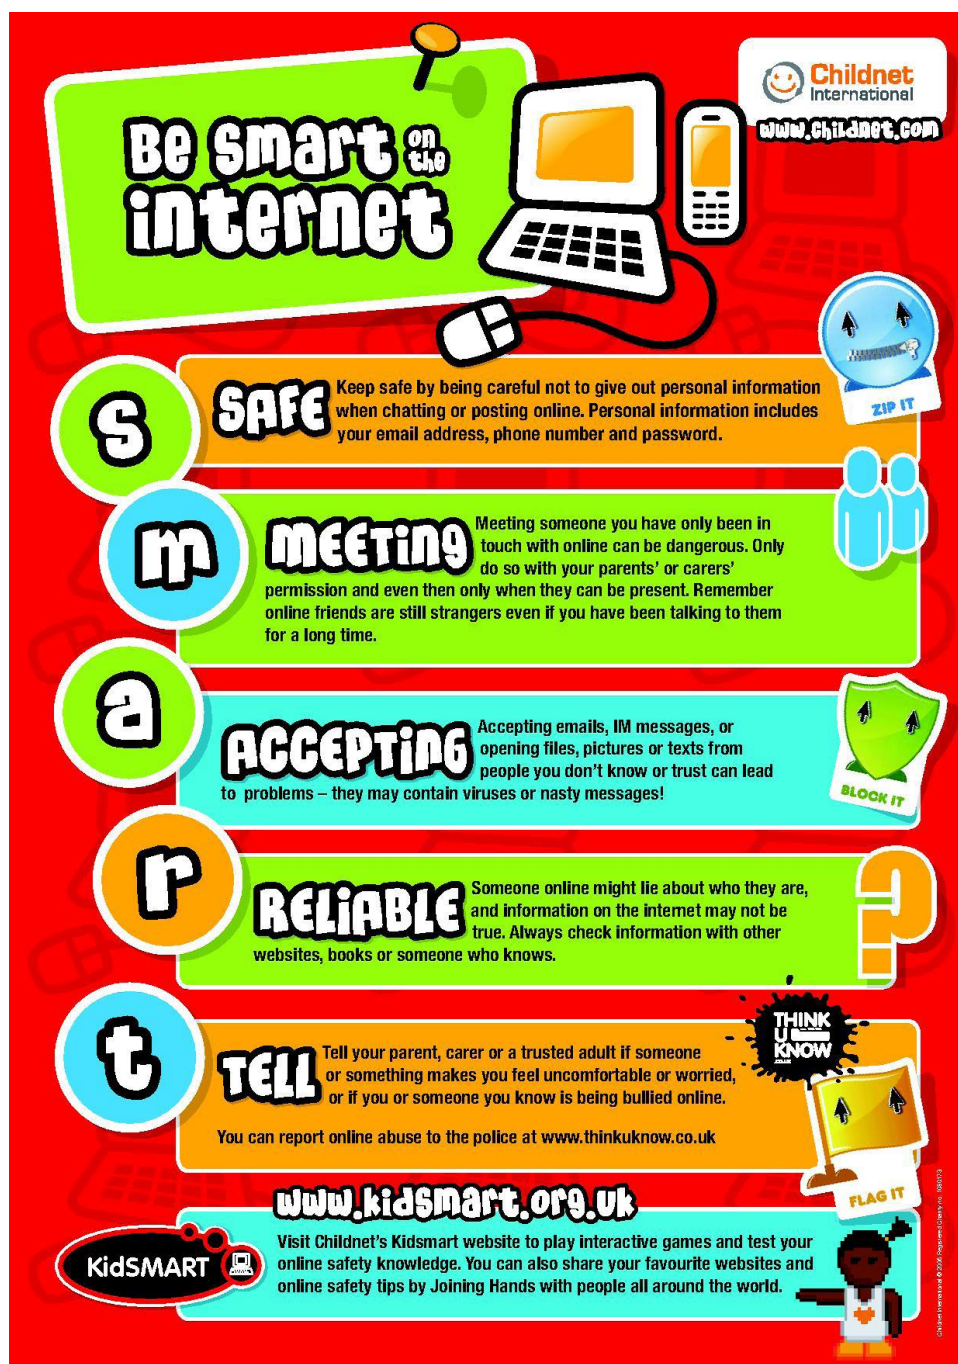 Be smart on the
internet
Childnet
International
www.childnet.com
s
SAFE
Keep safe by being careful not to give out personal information
when chatting or posting online. Personal information includes
your email address, phone number and password.
ZIP IT
m
MEETING
Meeting someone you have only been in
touch with online can be dangerous. Only
do so with your parents’ or carers’
permission and even then only when they can be present. Remember
online friends are still strangers even if you have been talking to them
for a long time.
a
ACCEPTING
Accepting emails, IM messages, or
opening files, pictures or texts from
people you don’t know or trust can lead
to problems – they may contain viruses or nasty messages!
BLOCK IT
r
RELIABLE
Someone online might lie about who they are,
and information on the internet may not be
true. Always check information with other
websites, books or someone who knows.
?
t
TELL
Tell your parent, carer or a trusted adult if someone
or something makes you feel uncomfortable or worried,
or if you or someone you know is being bullied online.
You can report online abuse to the police at www.thinkuknow.co.uk
THINK
U
KNOW
.co.uk
FLAG IT
www.kidsmart.org.uk
KidSMART
Visit Childnet’s Kidsmart website to play interactive games and test your
online safety knowledge. You can also share your favourite websites and
online safety tips by Joining Hands with people all around the world.
Childnet International © 2006 Registered Charity no. 1080173